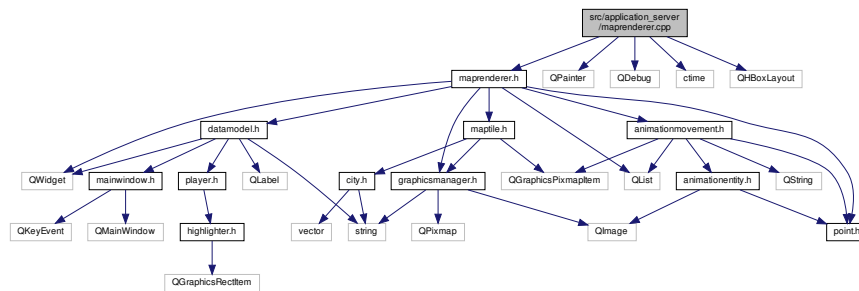 src/application_server
/maprenderer.cpp
maprenderer.h
QPainter
QDebug
ctime
QHBoxLayout
datamodel.h
maptile.h
animationmovement.h
QWidget
mainwindow.h
player.h
QLabel
city.h
graphicsmanager.h
QGraphicsPixmapItem
QList
animationentity.h
QString
QKeyEvent
QMainWindow
highlighter.h
vector
string
QPixmap
QImage
point.h
QGraphicsRectItem